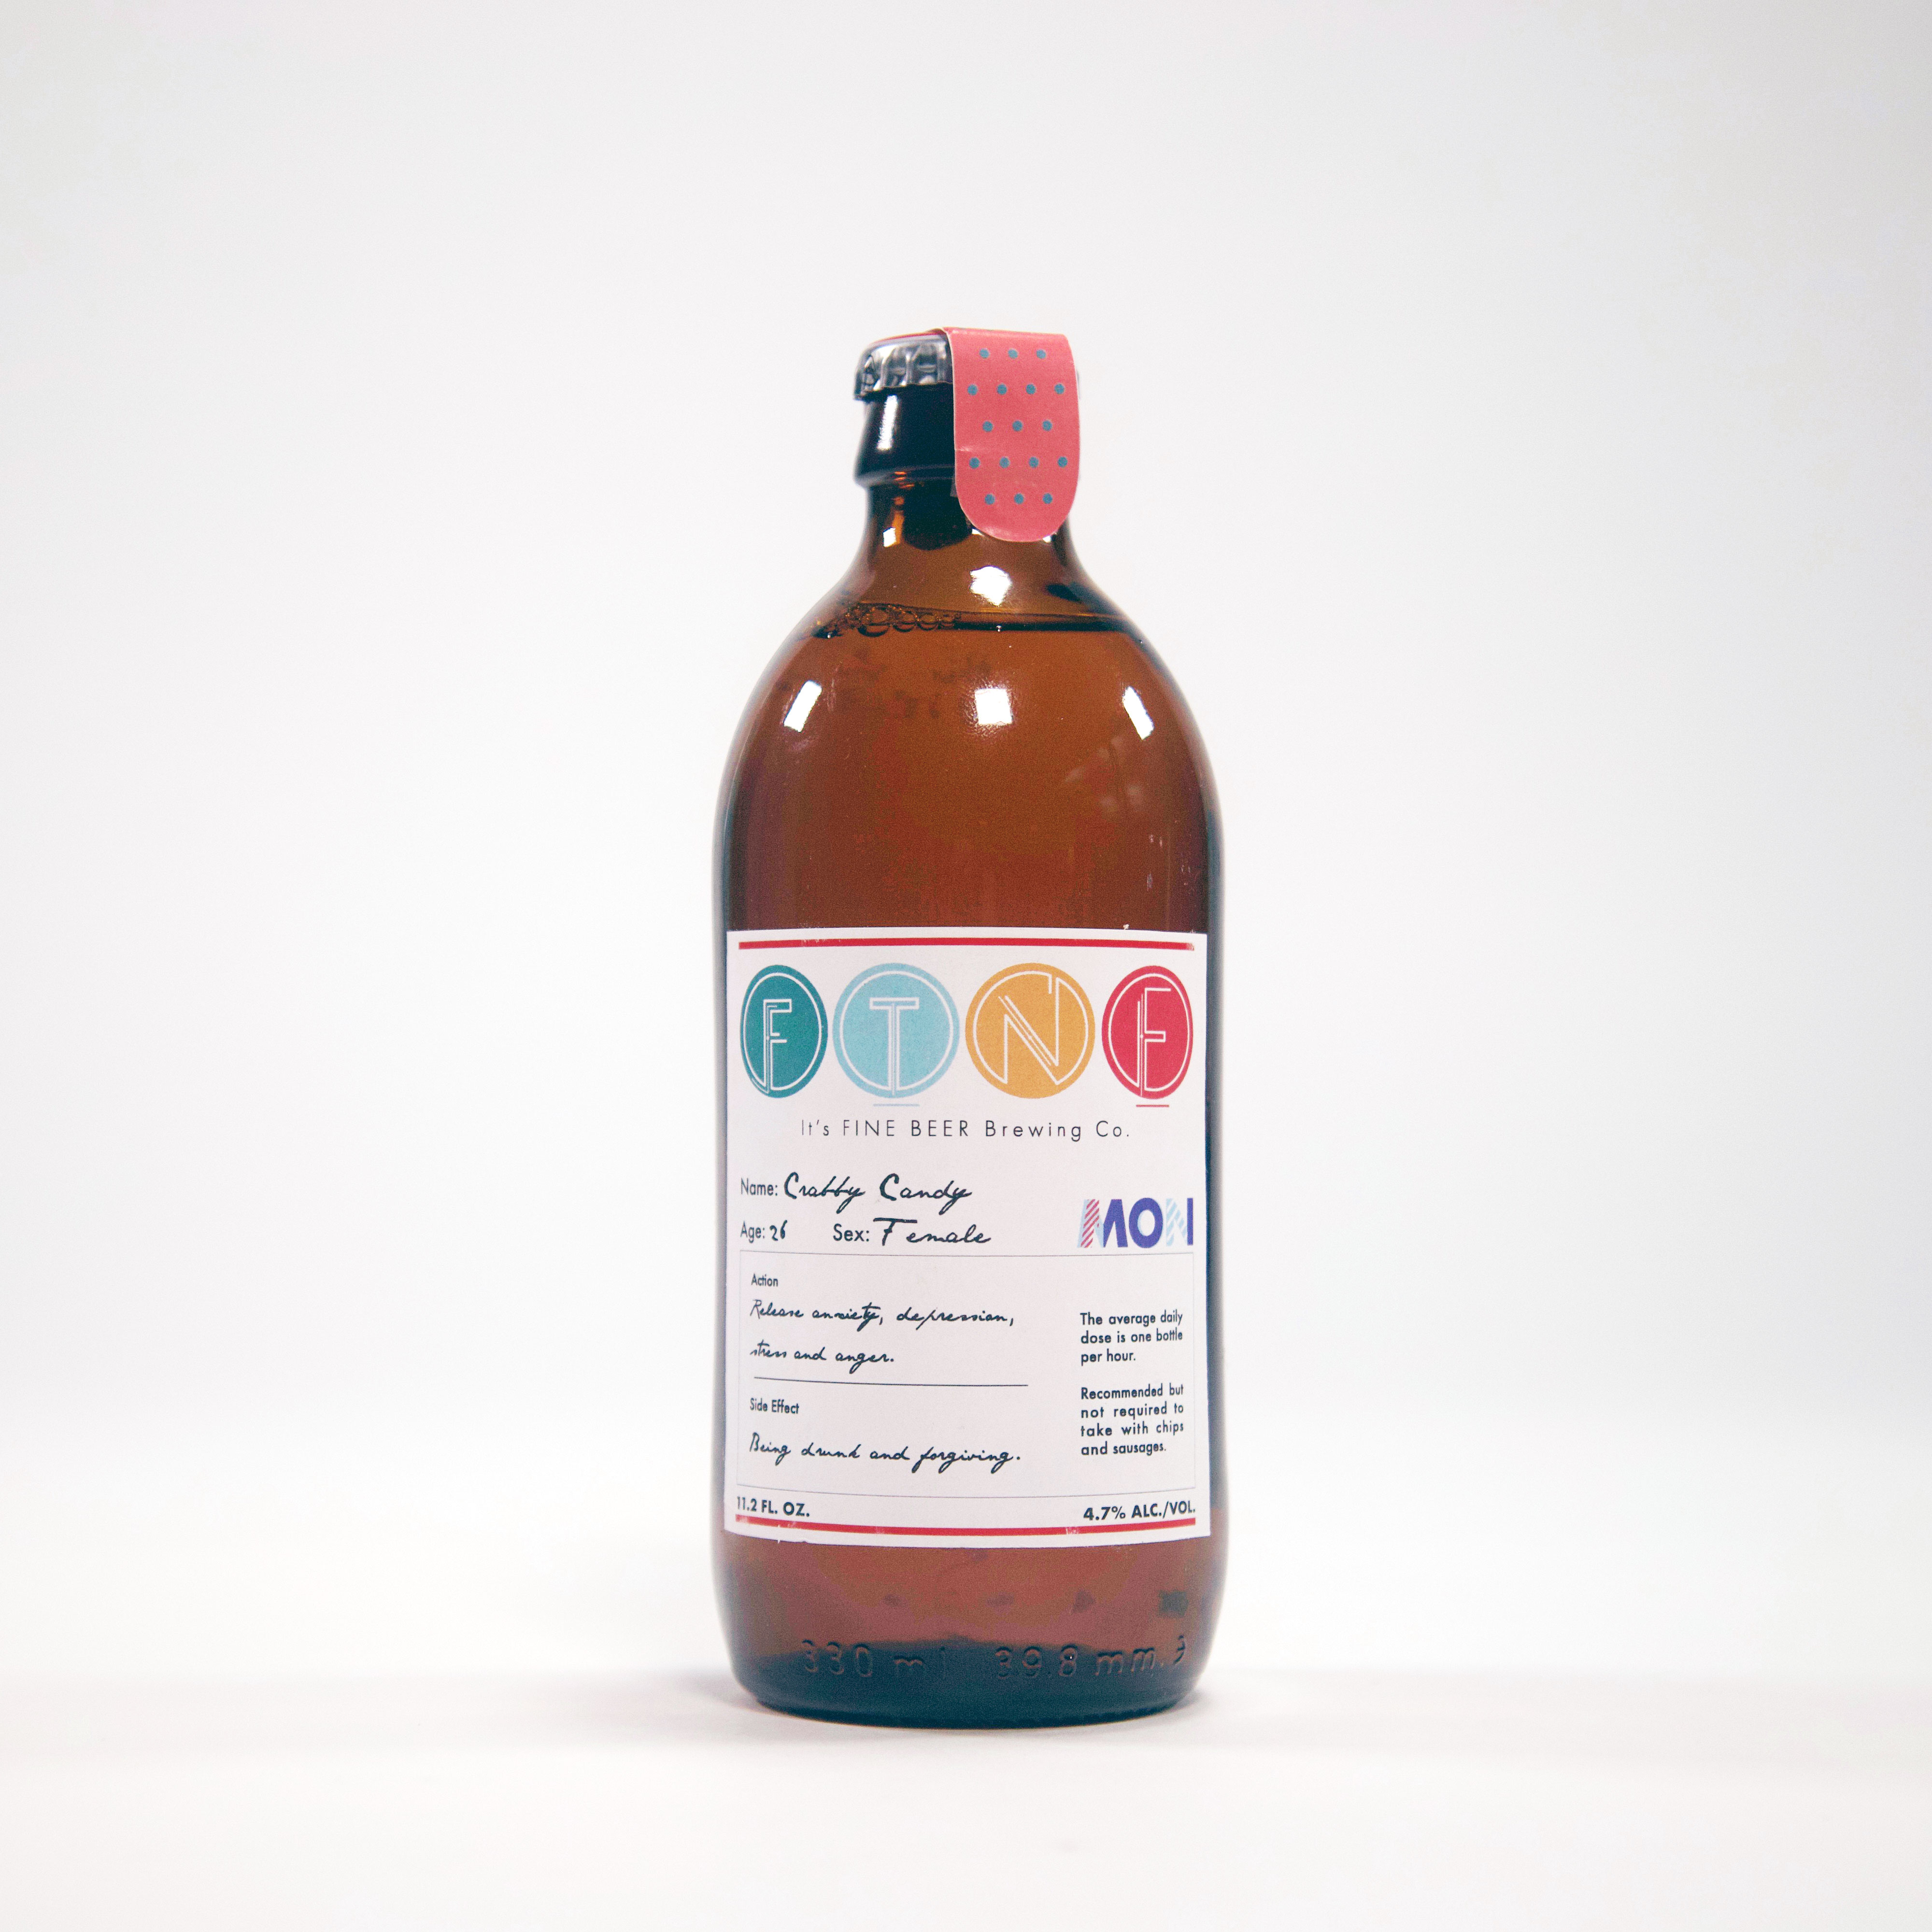 FINE
It's FINE BEER Brewing Co.
Name: Crabby Candy
Age: 26 Sex: Female
MON
Action
Release anxiety, depression,
stress and anger.
Side Effect
Being drunk and forgiving.
The average daily
dose is one bottle
per hour.
Recommended but
not required to
take with chips
and sausages.
11.2 FL. OZ.
4.7% ALC./VOL.
330 ml 39.8 mm.